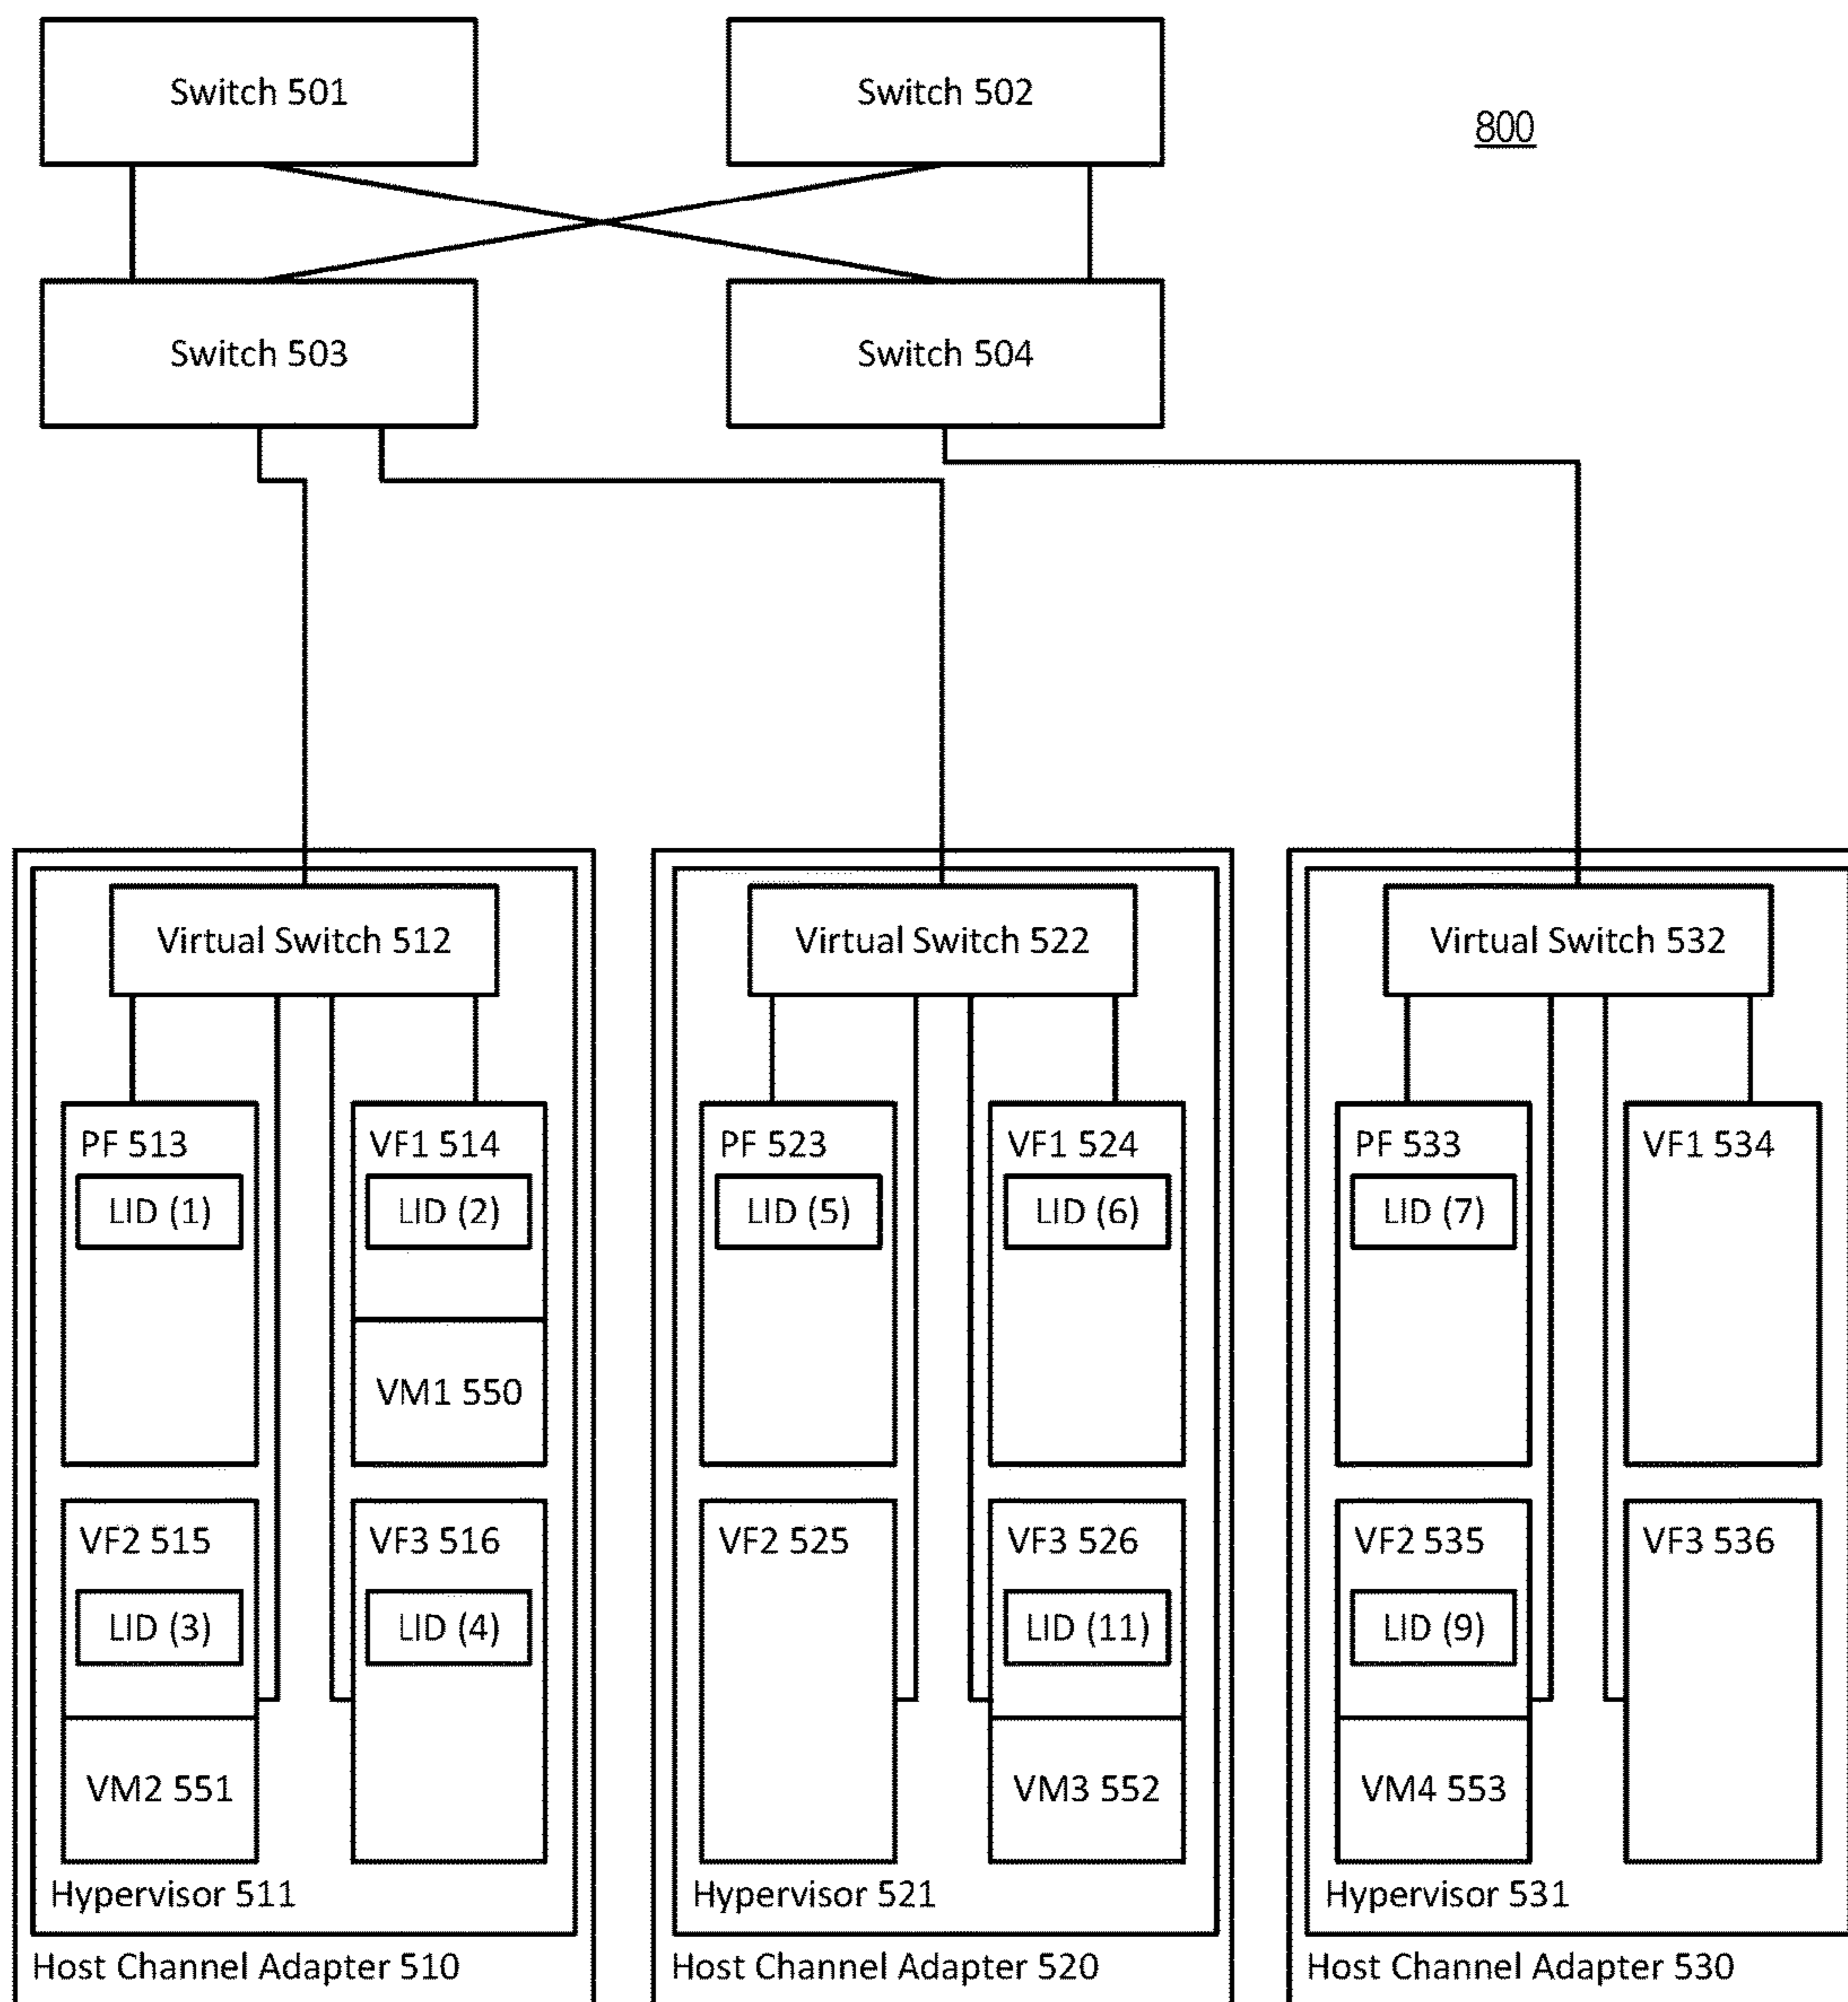 Switch 501
Switch 502
800
Switch 503
Switch 504
Virtual Switch 512
Virtual Switch 522
Virtual Switch 532
PF 513
LID (1)
VF1 514
LID (2)
VM1 550
PF 523
LID (5)
VF1 524
LID (6)
PF 533
LID (7)
VF1 534
VF2 515
LID (3)
VM2 551
VF3 516
LID (4)
VF2 525
VF3 526
LID (11)
VM3 552
VF2 535
LID (9)
VM4 553
VF3 536
Hypervisor 511
Hypervisor 521
Hypervisor 531
Host Channel Adapter 510
Host Channel Adapter 520
Host Channel Adapter 530